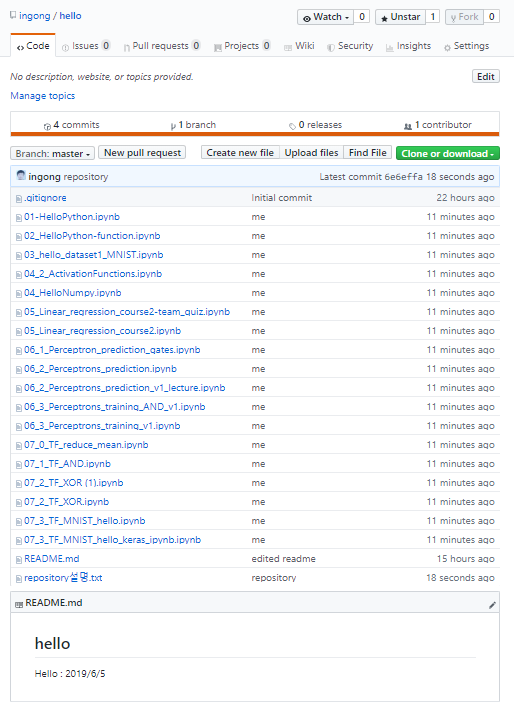 ingong / hello
Watch 0 Unstar 1 Fork 0
Code Issues 0 Pull requests 0 Projects 0 Wiki Security Insights Settings
No description, website, or topics provided. Edit
Manage topics
4 commits 1 branch 0 releases 1 contributor
Branch: master New pull request Create new file Upload files Find File Clone or download
ingong repository Latest commit 6e6effa 18 seconds ago
.gitignore Initial commit 22 hours ago
01-HelloPython.ipynb me 11 minutes ago
02_HelloPython-function.ipynb me 11 minutes ago
03_hello_dataset1_MNIST.ipynb me 11 minutes ago
04_2_ActivationFunctions.ipynb me 11 minutes ago
04_HelloNumpy.ipynb me 11 minutes ago
05_Linear_regression_course2-team_quiz.ipynb me 11 minutes ago
05_Linear_regression_course2.ipynb me 11 minutes ago
06_1_Perceptron_prediction_gates.ipynb me 11 minutes ago
06_2_Perceptrons_prediction.ipynb me 11 minutes ago
06_2_Perceptrons_prediction_v1_lecture.ipynb me 11 minutes ago
06_3_Perceptrons_training_AND_v1.ipynb me 11 minutes ago
06_3_Perceptrons_training_v1.ipynb me 11 minutes ago
07_0_TF_reduce_mean.ipynb me 11 minutes ago
07_1_TF_AND.ipynb me 11 minutes ago
07_2_TF_XOR (1).ipynb me 11 minutes ago
07_2_TF_XOR.ipynb me 11 minutes ago
07_3_TF_MNIST_hello.ipynb me 11 minutes ago
07_3_TF_MNIST_hello_keras_ipynb.ipynb me 11 minutes ago
README.md edited readme 15 hours ago
repository설명.txt repository 18 seconds ago
README.md
hello
Hello : 2019/6/5